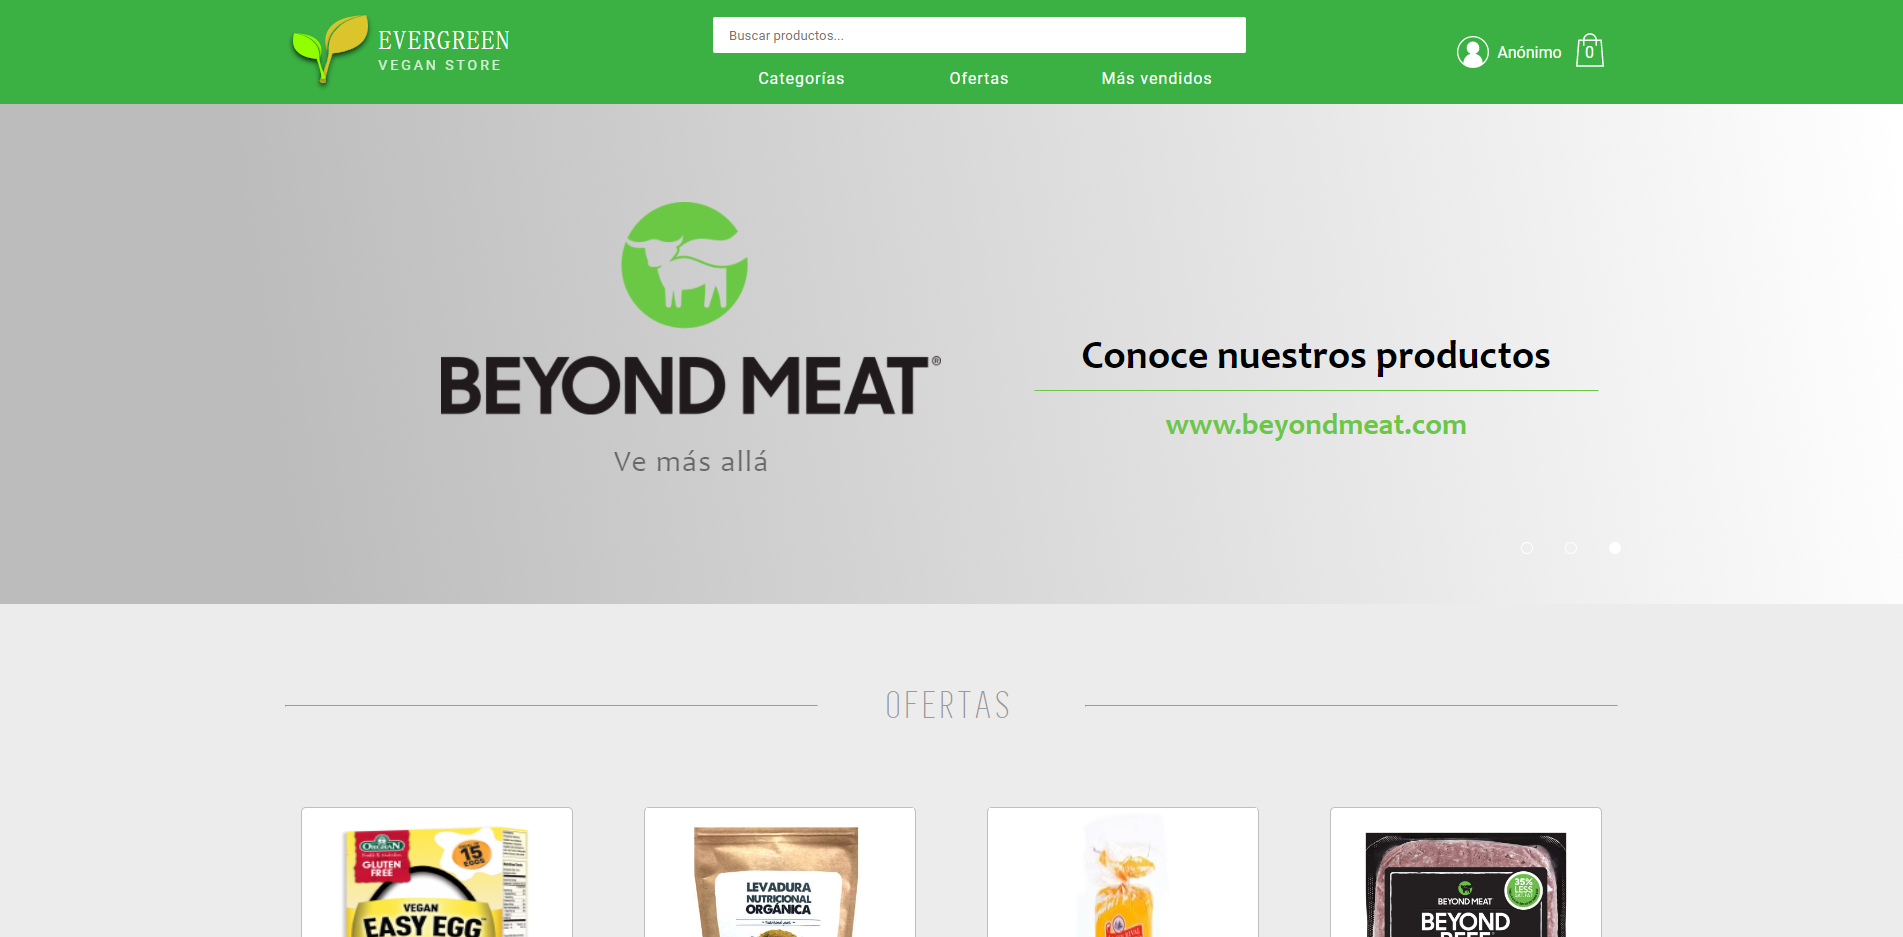 EVERGREEN
VEGAN STORE
Buscar productos...
Categorías
Ofertas
Más vendidos
Anónimo
0
BEYOND MEAT®
Ve más allá
Conoce nuestros productos
www.beyondmeat.com
OFERTAS
ORGRAN
GLUTEN
FREE
15
EGGS
VEGAN
EASY EGG™
LEVADURA
NUTRICIONAL
ORGÁNICA
35%
LESS
BEYOND MEAT
BEYOND
BEEF